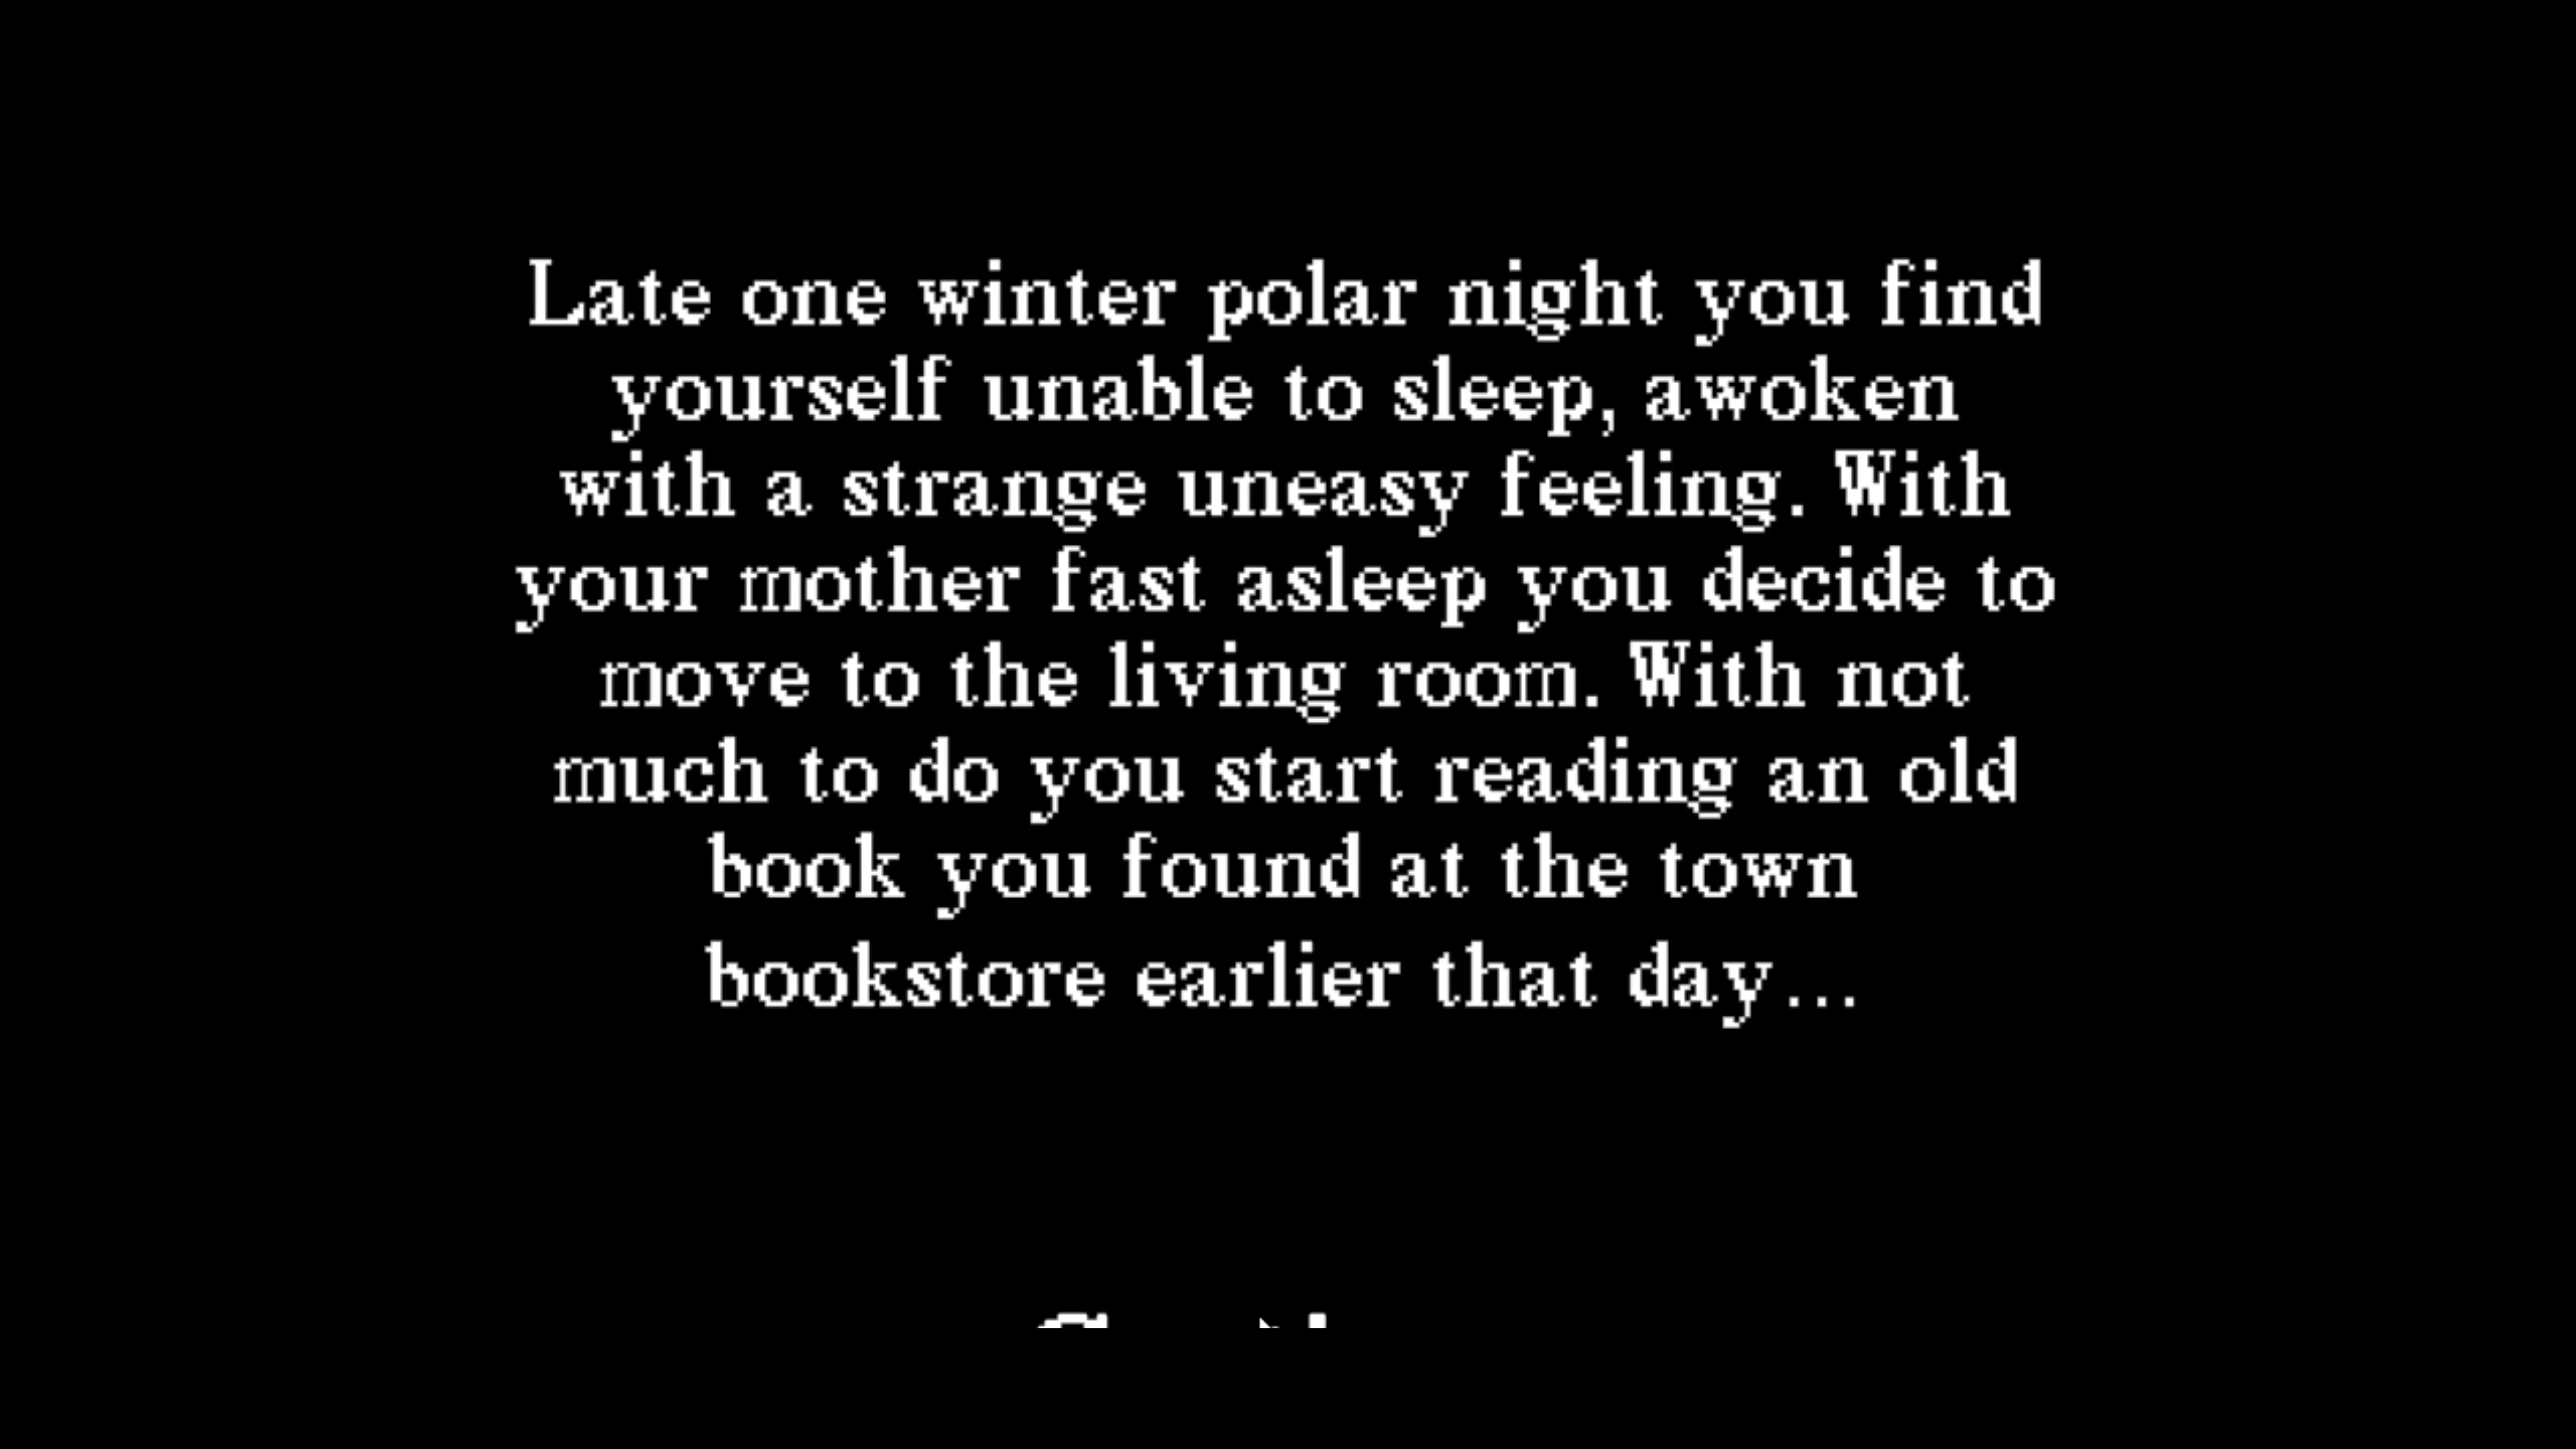 Late one winter polar night you find
yourself unable to sleep, awoken
with a strange uneasy feeling. With
your mother fast asleep you decide to
move to the living room. With not
much to do you start reading an old
book you found at the town
bookstore earlier that day...